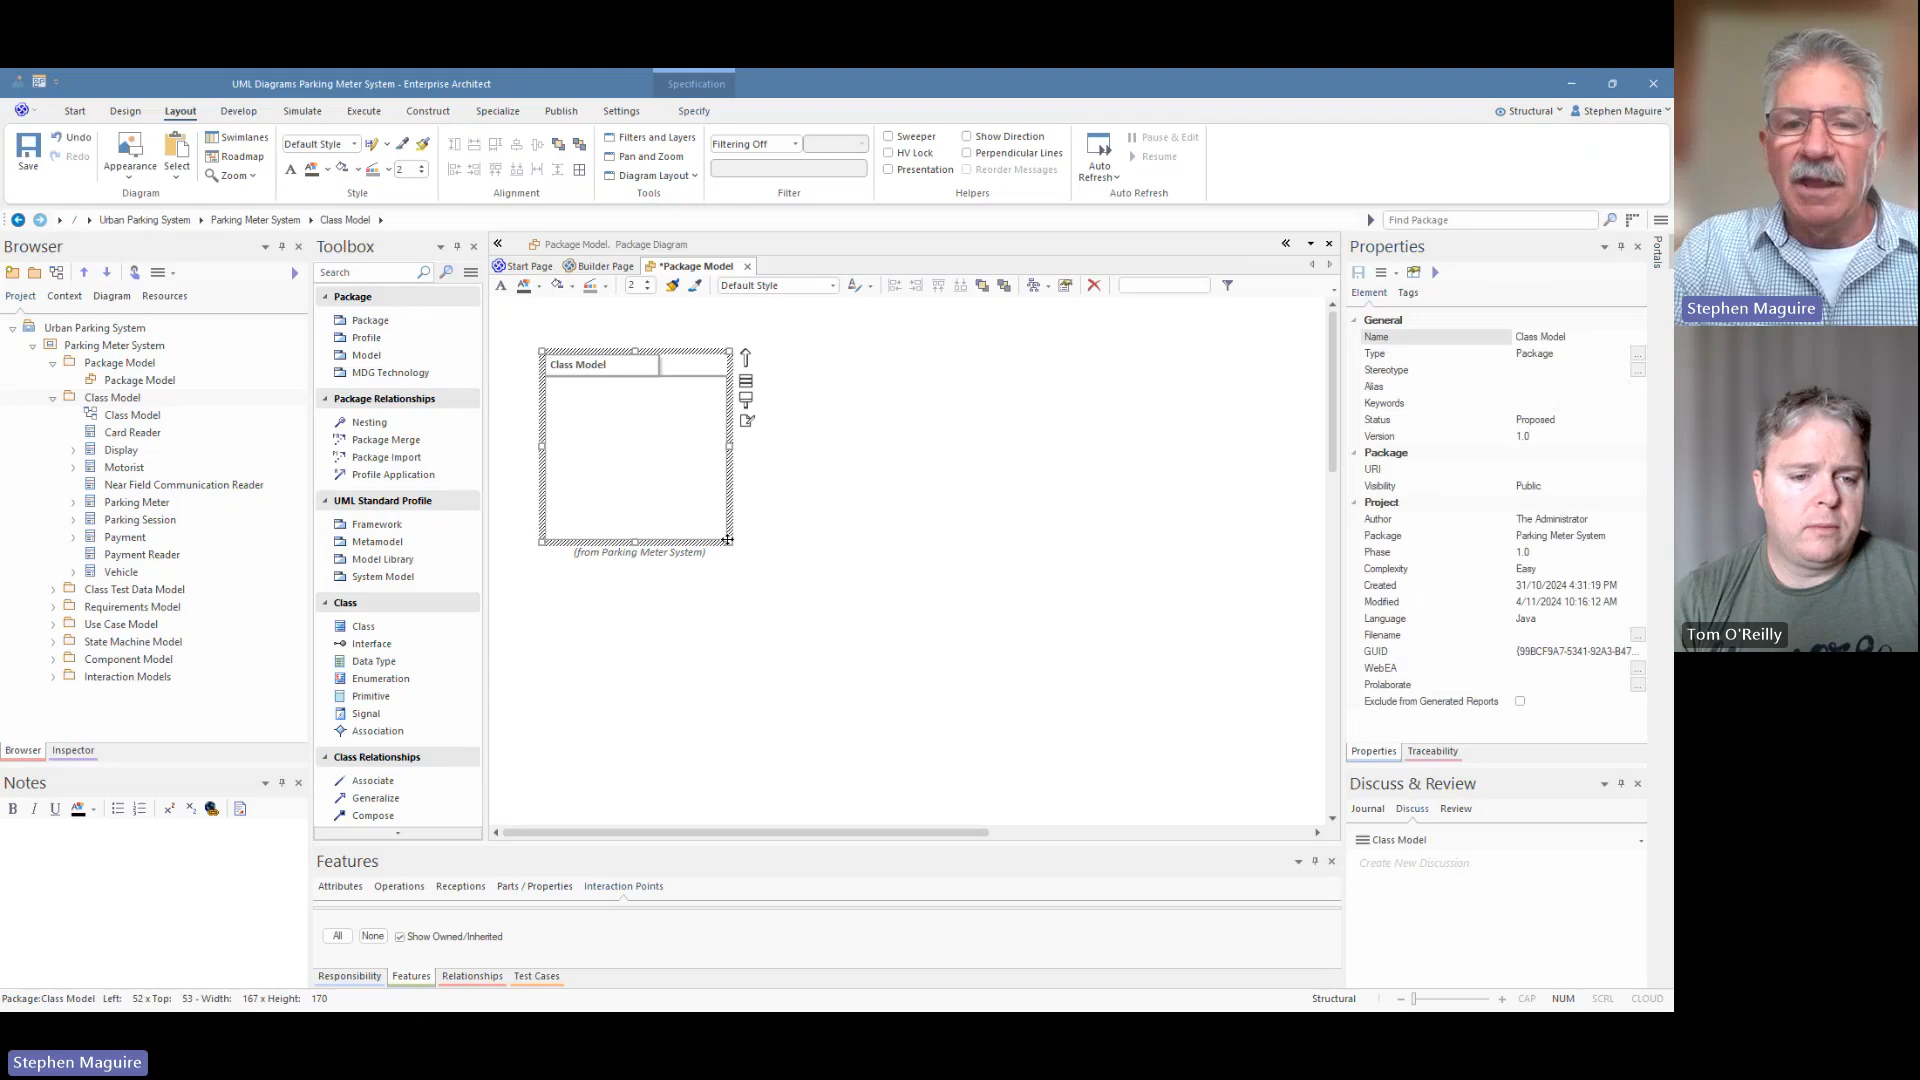 UML Diagrams Parking Meter System - Enterprise Architect
Specification
Start Design Layout Develop Simulate Execute Construct Specialize Publish Settings Specify
Structural Stephen Maguire
Save
Undo
Redo
Appearance
Select
Swimlanes
Roadmap
Zoom
Diagram
Default Style
2
Style
Alignment
Filters and Layers
Pan and Zoom
Diagram Layout
Tools
Filtering Off
Filter
Sweeper
HV Lock
Presentation
Show Direction
Perpendicular Lines
Reorder Messages
Helpers
Auto
Refresh
Pause & Edit
Resume
Auto Refresh
/ Urban Parking System Parking Meter System Class Model
Find Package
Portals
Browser
Project Context Diagram Resources
Urban Parking System
Parking Meter System
Package Model
Package Model
Class Model
Class Model
Card Reader
Display
Motorist
Near Field Communication Reader
Parking Meter
Parking Session
Payment
Payment Reader
Vehicle
Class Test Data Model
Requirements Model
Use Case Model
State Machine Model
Component Model
Interaction Models
Browser Inspector
Notes
B I U
Toolbox
Search
Package
Package
Profile
Model
MDG Technology
Package Relationships
Nesting
Package Merge
Package Import
Profile Application
UML Standard Profile
Framework
Metamodel
Model Library
System Model
Class
Class
Interface
Data Type
Enumeration
Primitive
Signal
Association
Class Relationships
Associate
Generalize
Compose
Package Model. Package Diagram
Start Page Builder Page *Package Model
2 Default Style
Class Model
(from Parking Meter System)
Features
Attributes Operations Receptions Parts / Properties Interaction Points
All None Show Owned/Inherited
Responsibility Features Relationships Test Cases
Properties
Element Tags
General
Name Class Model
Type Package
Stereotype
Alias
Keywords
Status Proposed
Version 1.0
Package
URI
Visibility Public
Project
Author The Administrator
Package Parking Meter System
Phase 1.0
Complexity Easy
Created 31/10/2024 4:31:19 PM
Modified 4/11/2024 10:16:12 AM
Language Java
Filename
GUID {99BCF9A7-5341-92A3-B47...
WebEA
Prolaborate
Exclude from Generated Reports
Properties Traceability
Discuss & Review
Journal Discuss Review
Class Model
Create New Discussion
Package:Class Model Left: 52 x Top: 53 - Width: 167 x Height: 170
Structural CAP NUM SCRL CLOUD
Stephen Maguire
Tom O'Reilly
Stephen Maguire